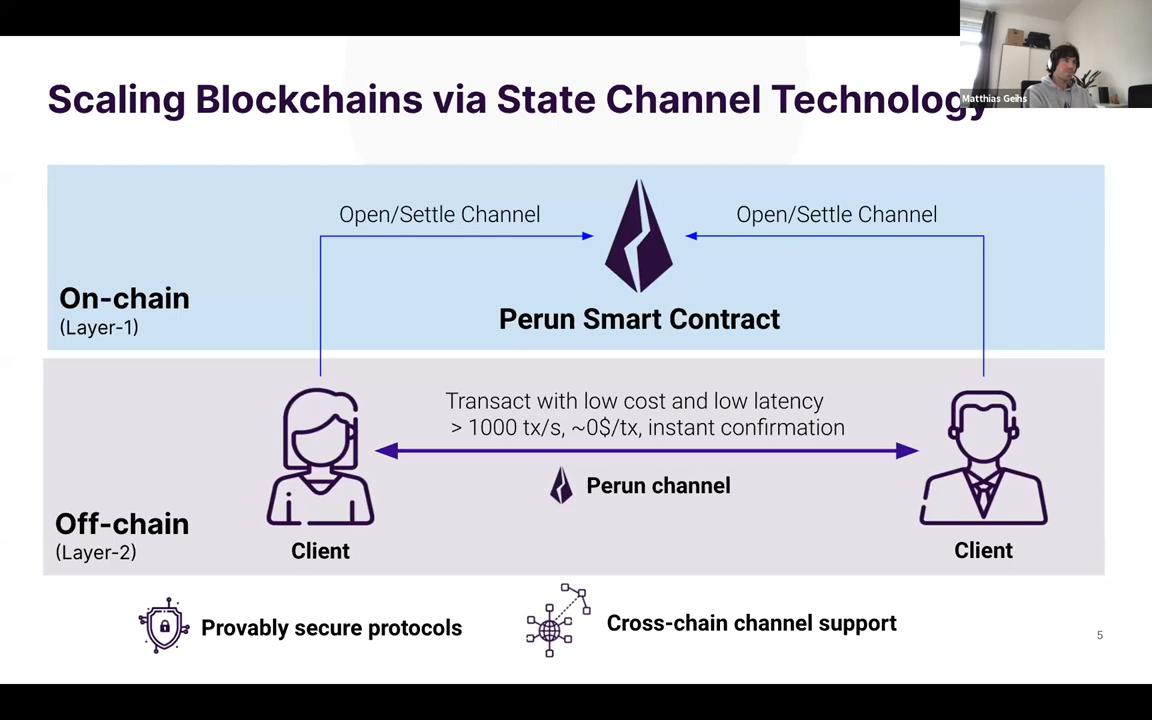 Scaling Blockchains via State Channel Technology
Matthias Geihs
Open/Settle Channel
Open/Settle Channel
On-chain
(Layer-1)
Perun Smart Contract
Transact with low cost and low latency
> 1000 tx/s, ~0$/tx, instant confirmation
Perun channel
Off-chain
(Layer-2)
Client
Client
Provably secure protocols
Cross-chain channel support
5